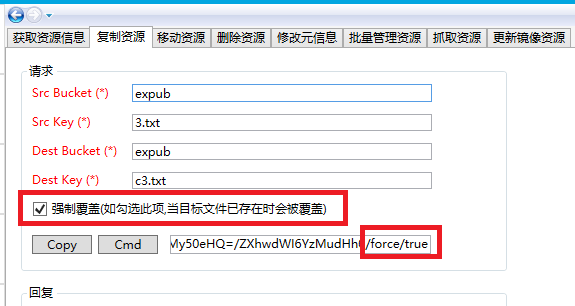 获取资源信息 复制资源 移动资源 删除资源 修改元信息 批量管理资源 抓取资源 更新镜像资源
请求
Src Bucket (*) expub
Src Key (*) 3.txt
Dest Bucket (*) expub
Dest Key (*) c3.txt
强制覆盖(如勾选此项,当目标文件已存在时会被覆盖)
Copy Cmd /force/true
回复